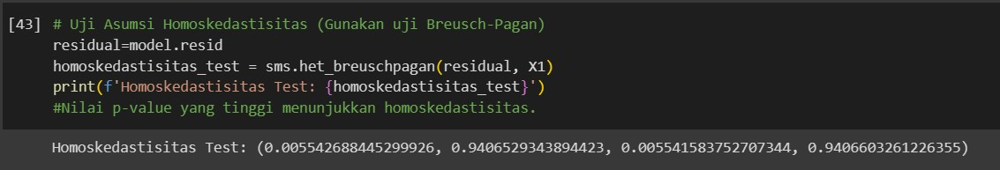 [43] # Uji Asumsi Homoskedastisitas (Gunakan uji Breusch-Pagan)
residual=model.resid
homoskedastisitas_test = sms.het_breuschpagan(residual, X1)
print(f'Homoskedastisitas Test: {homoskedastisitas_test}')
#Nilai p-value yang tinggi menunjukkan homoskedastisitas.
Homoskedastisitas Test: (0.005542688445299926, 0.9406529343894423, 0.005541583752707344, 0.9406603261226355)